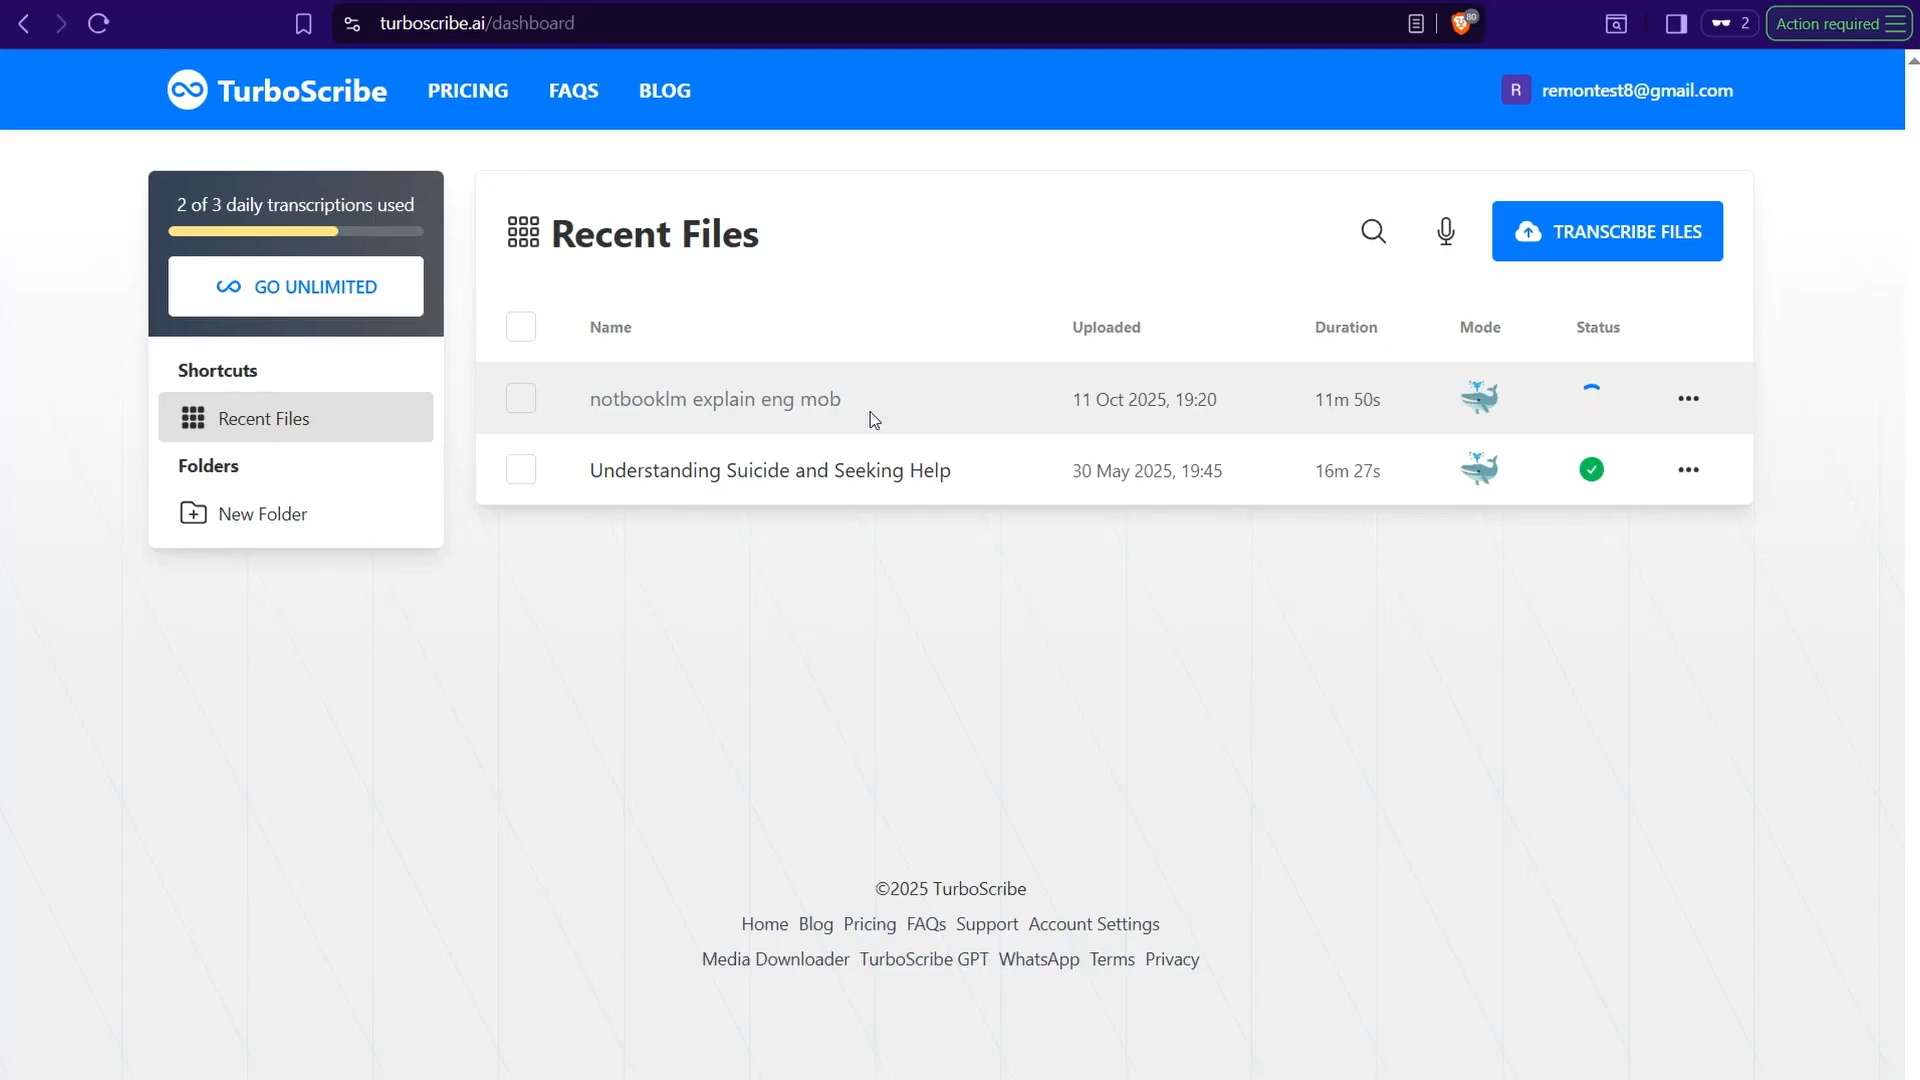 turboscribe.ai/dashboard
80
2
Action required
TurboScribe
PRICING
FAQS
BLOG
R
remontest8@gmail.com
2 of 3 daily transcriptions used
GO UNLIMITED
Shortcuts
Recent Files
Folders
New Folder
Recent Files
TRANSCRIBE FILES
Name Uploaded Duration Mode Status
notbooklm explain eng mob 11 Oct 2025, 19:20 11m 50s
Understanding Suicide and Seeking Help 30 May 2025, 19:45 16m 27s
©2025 TurboScribe
Home Blog Pricing FAQs Support Account Settings
Media Downloader TurboScribe GPT WhatsApp Terms Privacy